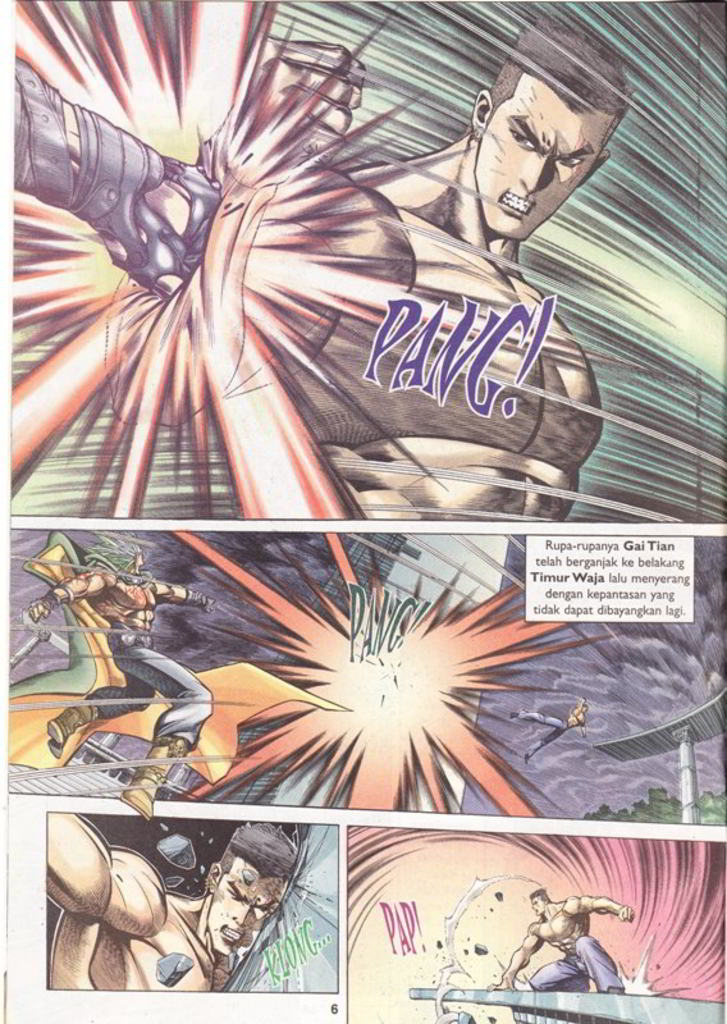 PANG!
Rupa-rupanya Gai Tian
telah berganjak ke belakang
Timur Waja lalu menyerang
dengan kepantasan yang
tidak dapat dibayangkan lagi.
PANG!
KLONG...
PAP!
6